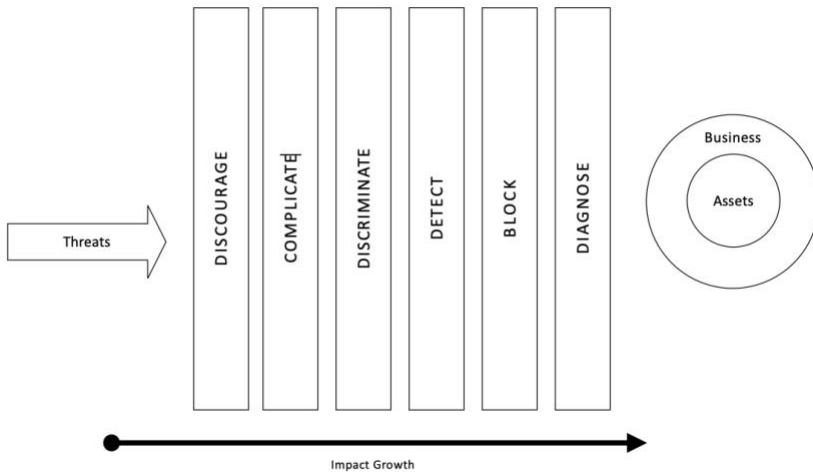 Threats
DISCOURAGE
COMPLICATE
DISCRIMINATE
DETECT
BLOCK
DIAGNOSE
Business
Assets
Impact Growth